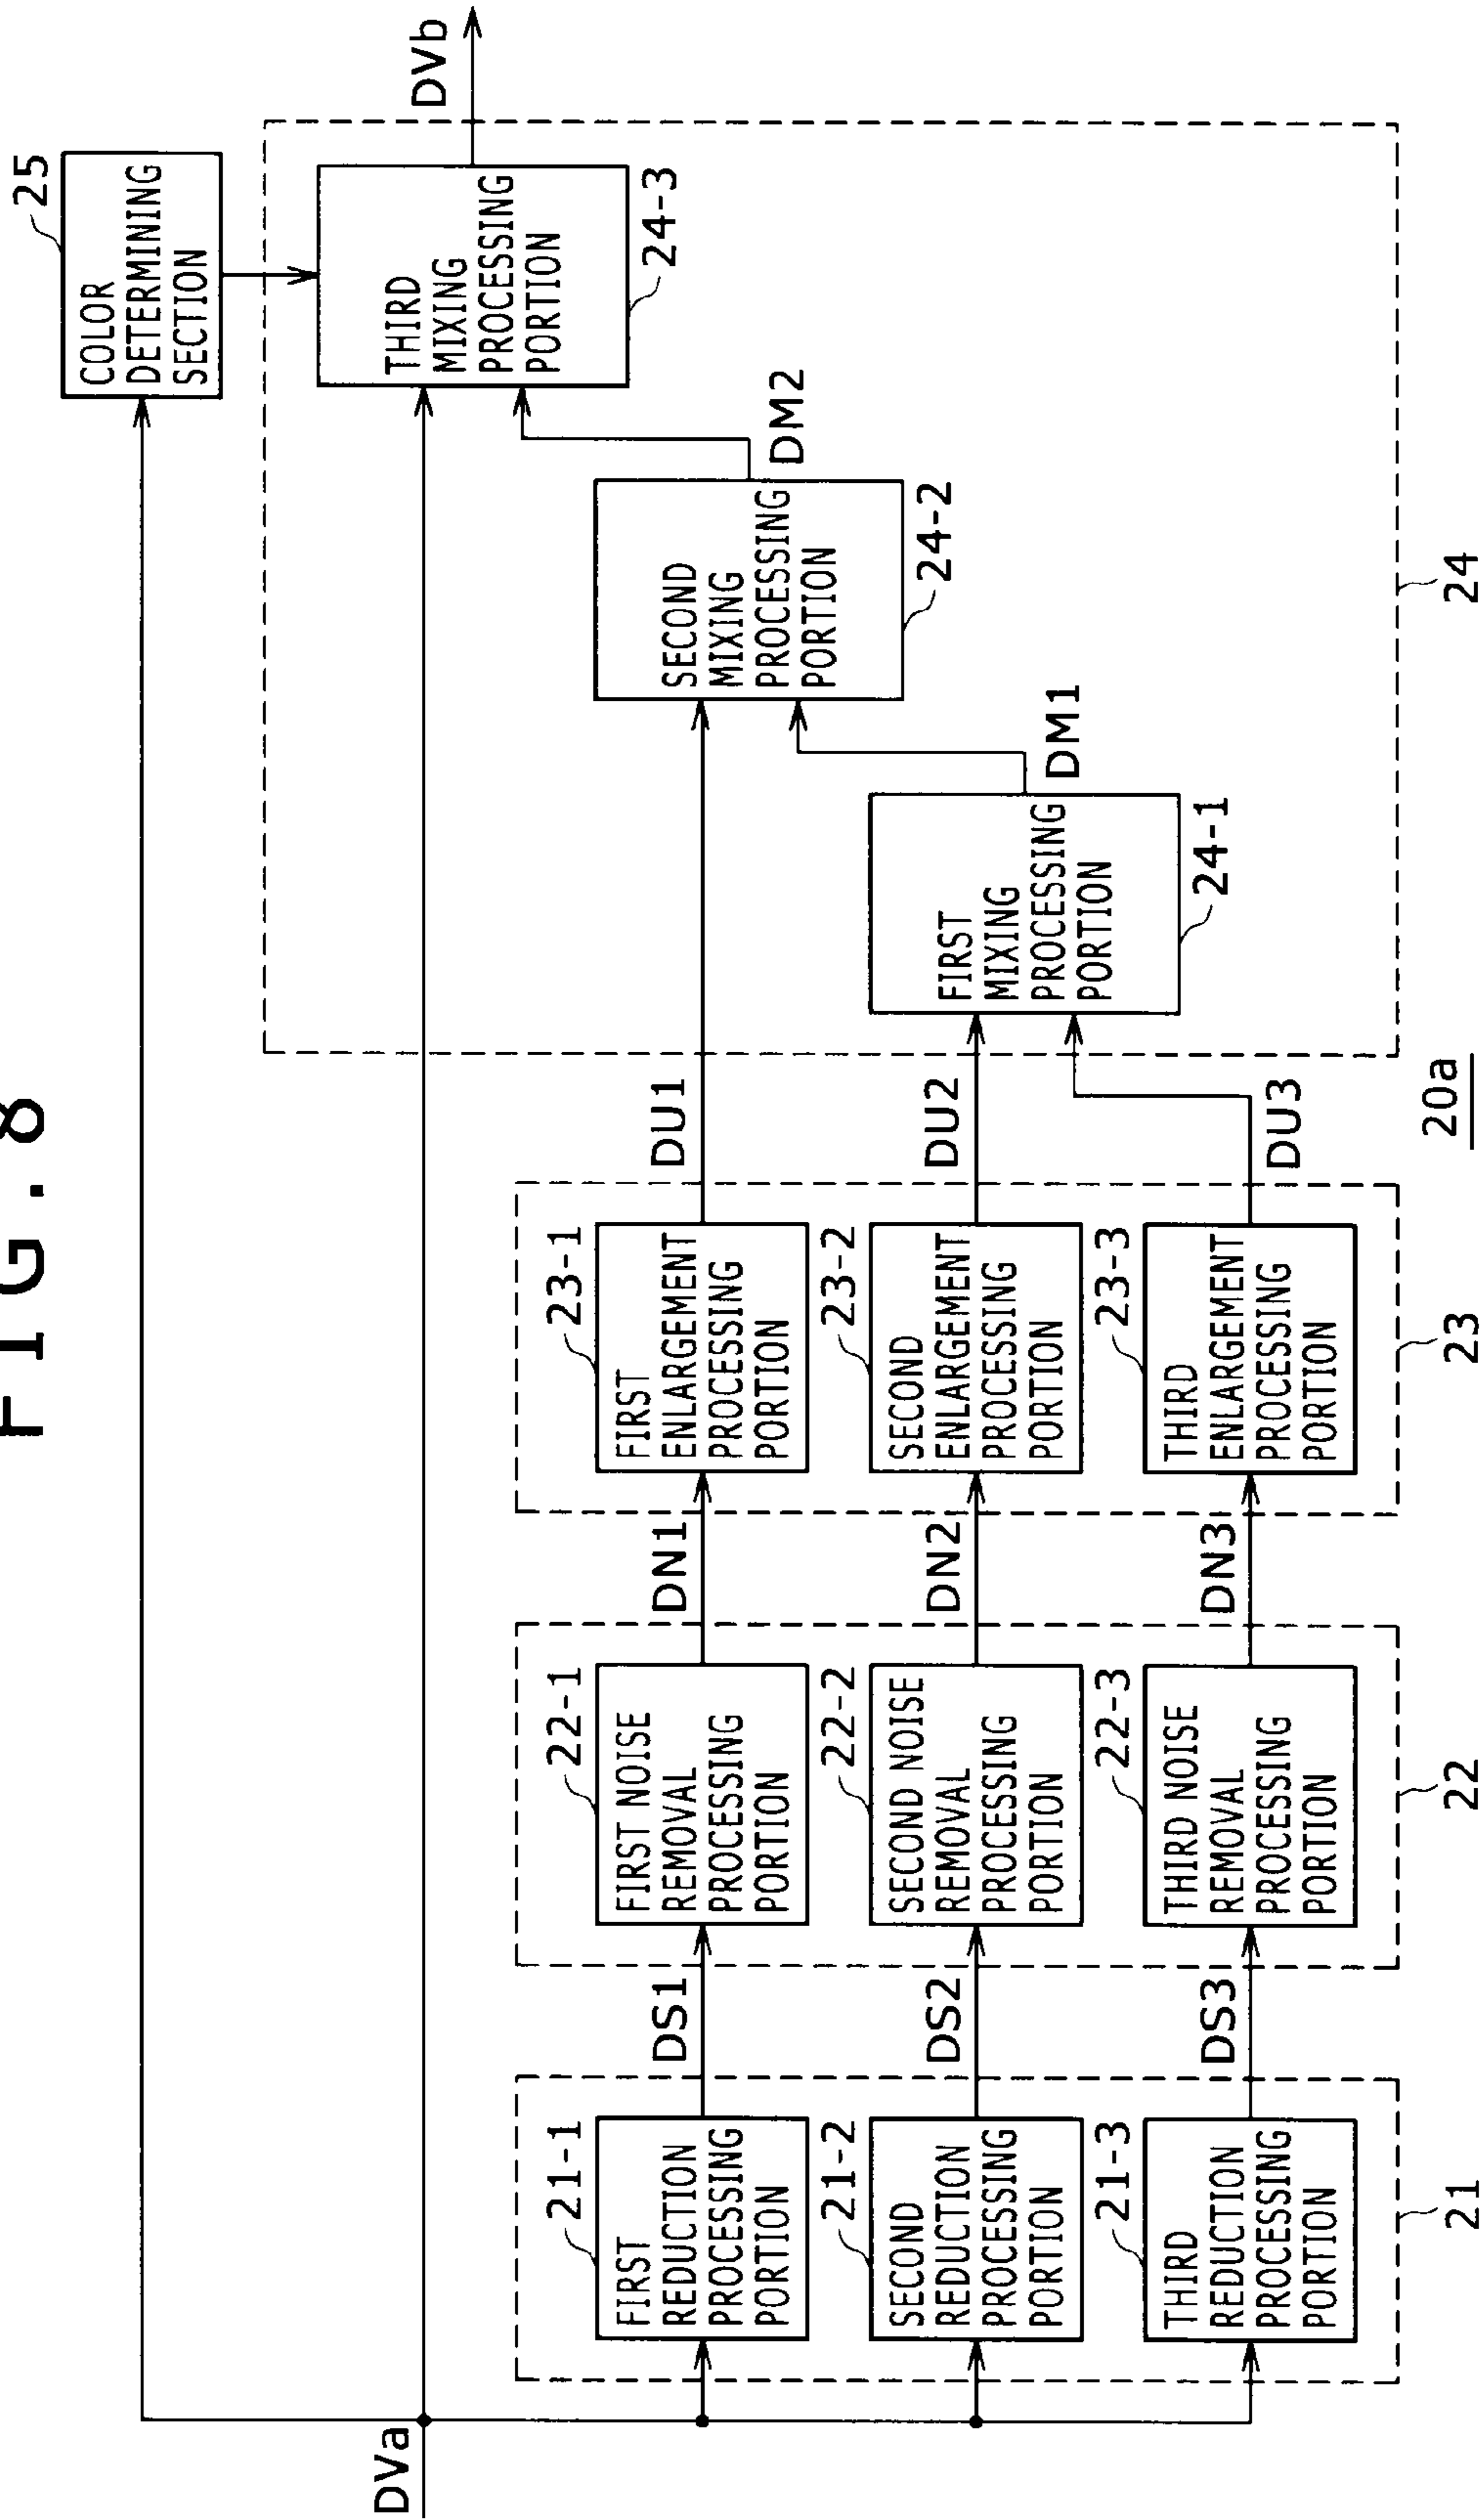 FIG. 8
DVa
21-1
FIRST
REDUCTION
PROCESSING
PORTION
21-2
SECOND
REDUCTION
PROCESSING
PORTION
21-3
THIRD
REDUCTION
PROCESSING
PORTION
21
DS1
DS2
DS3
22-1
FIRST NOISE
REMOVAL
PROCESSING
PORTION
22-2
SECOND NOISE
REMOVAL
PROCESSING
PORTION
22-3
THIRD NOISE
REMOVAL
PROCESSING
PORTION
22
DN1
DN2
DN3
23-1
FIRST
ENLARGEMENT
PROCESSING
PORTION
23-2
SECOND
ENLARGEMENT
PROCESSING
PORTION
23-3
THIRD
ENLARGEMENT
PROCESSING
PORTION
23
DU1
DU2
DU3
20a
FIRST
MIXING
PROCESSING
PORTION
24-1
DM1
SECOND
MIXING
PROCESSING
PORTION
24-2
DM2
24
25
COLOR
DETERMINING
SECTION
THIRD
MIXING
PROCESSING
PORTION
24-3
DVb